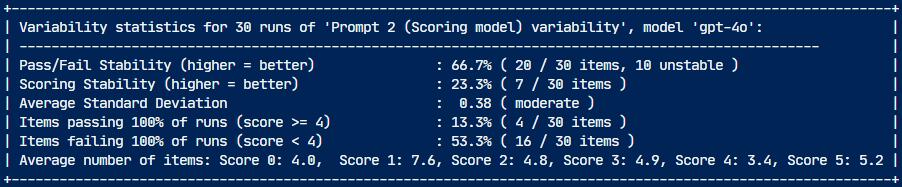 Variability statistics for 30 runs of 'Prompt 2 (Scoring model) variability', model 'gpt-4o':
Pass/Fail Stability (higher = better) : 66.7% ( 20 / 30 items, 10 unstable )
Scoring Stability (higher = better) : 23.3% ( 7 / 30 items )
Average Standard Deviation : 0.38 ( moderate )
Items passing 100% of runs (score >= 4) : 13.3% ( 4 / 30 items )
Items failing 100% of runs (score < 4) : 53.3% ( 16 / 30 items )
Average number of items: Score 0: 4.0, Score 1: 7.6, Score 2: 4.8, Score 3: 4.9, Score 4: 3.4, Score 5: 5.2